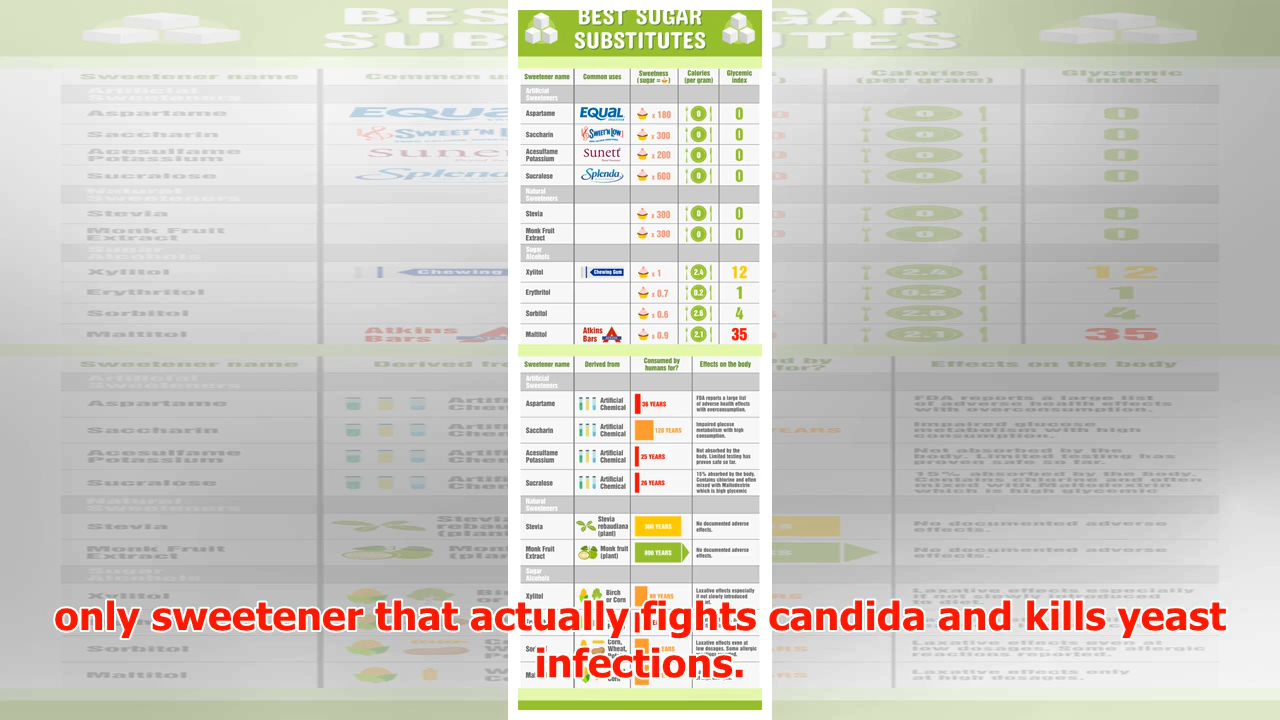 BEST SUGAR
SUBSTITUTES
Sweetener name Common uses Sweetness (sugar = ) Calories (per gram) Glycemic index
Artificial Sweeteners
Aspartame EQUAL x 180 0 0
Saccharin SWEET'N LOW x 300 0 0
Acesulfame Potassium sunett x 200 0 0
Sucralose Splenda x 600 0 0
Natural Sweeteners
Stevia x 300 0 0
Monk Fruit Extract x 300 0 0
Sugar Alcohols
Xylitol Chewing Gum x 1 2.4 12
Erythritol x 0.7 0.2 1
Sorbitol x 0.6 2.6 4
Maltitol Atkins Bars x 0.9 2.1 35
Sweetener name Derived from Consumed by humans for? Effects on the body
Artificial Sweeteners
Aspartame Artificial Chemical 36 YEARS FDA reports a large list of adverse health effects with overconsumption.
Saccharin Artificial Chemical 120 YEARS Impaired glucose metabolism with high consumption.
Acesulfame Potassium Artificial Chemical 25 YEARS Not absorbed by the body. Limited testing has proven safe so far.
Sucralose Artificial Chemical 26 YEARS 15% absorbed by the body. Contains chlorine and often mixed with Maltodextrin which is high glycemic
Natural Sweeteners
Stevia Stevia rebaudiana (plant) 300 YEARS No documented adverse effects.
Monk Fruit Extract Monk fruit (plant) 800 YEARS No documented adverse effects.
Sugar Alcohols
Xylitol Birch or Corn YEARS Laxative effects especially if not slowly introduced
only sweetener that actually fights candida and kills yeast
infections.
Corn, Wheat, YEARS Laxative effects even at low dosages. Some allergic